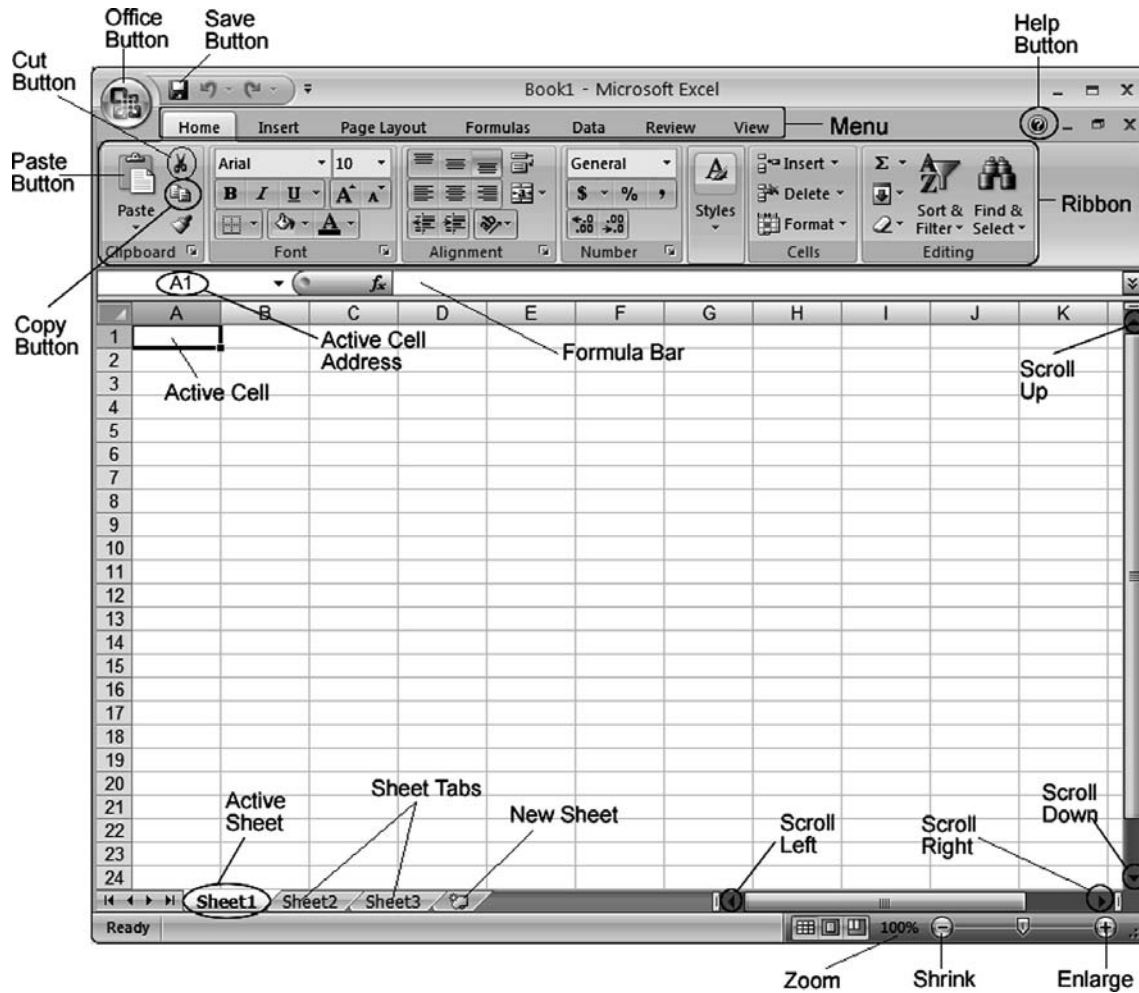 Office
Button
Save
Button
Help
Button
Cut
Button
Book1 - Microsoft Excel
Home Insert Page Layout Formulas Data Review View
Menu
Paste
Button
Paste
Clipboard
Arial 10
B I U A A
A
Font
Alignment
General
$ % ,
.0 .00
.00 .0
Number
A
Styles
Insert
Delete
Format
Cells
Σ
A
Z
Sort &
Filter
Find &
Select
Editing
Ribbon
A1 fx
A B C D E F G H I J K
Copy
Button
Active Cell
Address
Formula Bar
Scroll
Up
Active Cell
1
2
3
4
5
6
7
8
9
10
11
12
13
14
15
16
17
18
19
20
21
22
23
24
Active
Sheet
Sheet Tabs
New Sheet
Scroll
Left
Scroll
Right
Scroll
Down
Sheet1 Sheet2 Sheet3
Ready
100%
Zoom
Shrink
Enlarge